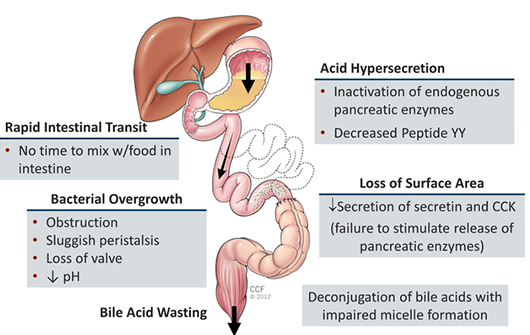 Acid Hypersecretion
• Inactivation of endogenous
pancreatic enzymes
• Decreased Peptide YY
Rapid Intestinal Transit
• No time to mix w/food in
intestine
Bacterial Overgrowth
• Obstruction
• Sluggish peristalsis
• Loss of valve
• ↓ pH
Loss of Surface Area
↓Secretion of secretin and CCK
(failure to stimulate release of
pancreatic enzymes)
CCF
© 2012
Bile Acid Wasting
Deconjugation of bile acids with
impaired micelle formation